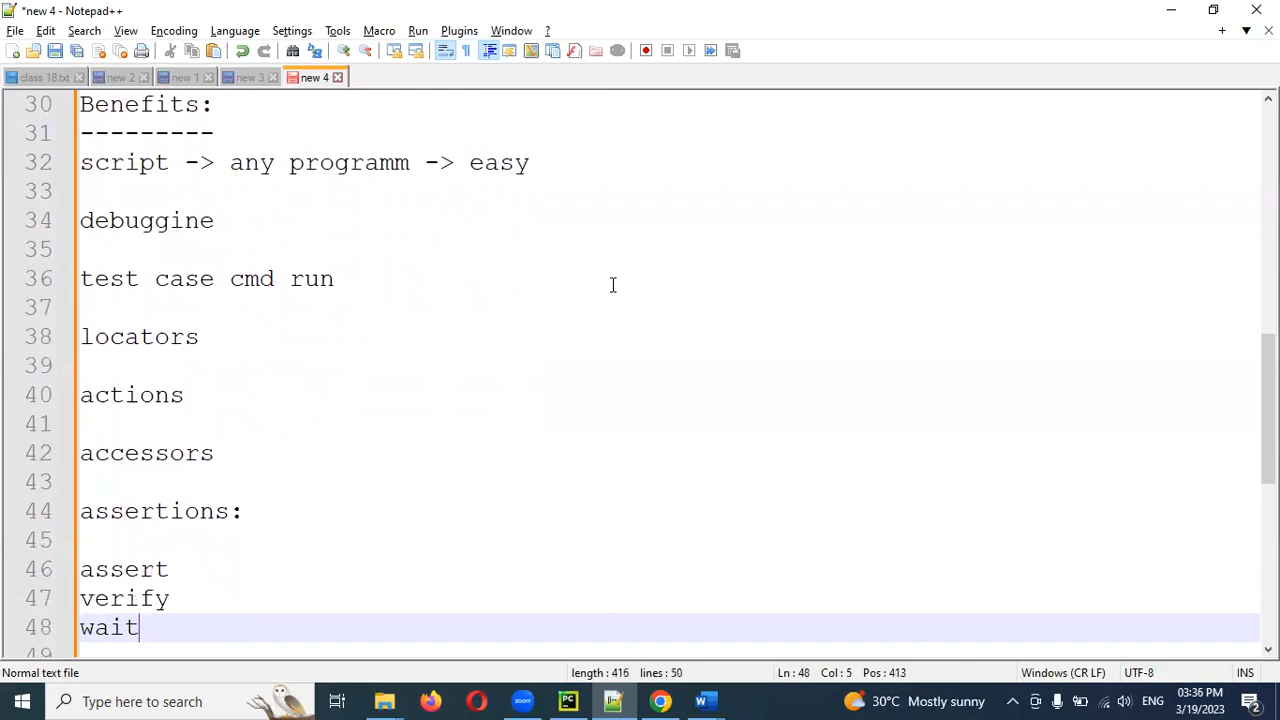 *new 4 - Notepad++
File Edit Search View Encoding Language Settings Tools Macro Run Plugins Window ?
class 18.txt new 2 new 1 new 3 new 4
30 Benefits:
31 ---------
32 script -> any programm -> easy
33
34 debuggine
35
36 test case cmd run
37
38 locators
39
40 actions
41
42 accessors
43
44 assertions:
45
46 assert
47 verify
48 wait
49
Normal text file length : 416 lines : 50 Ln : 48 Col : 5 Pos : 413 Windows (CR LF) UTF-8 INS
Type here to search zoom PC W 30°C Mostly sunny ENG 03:36 PM 3/19/2023 2